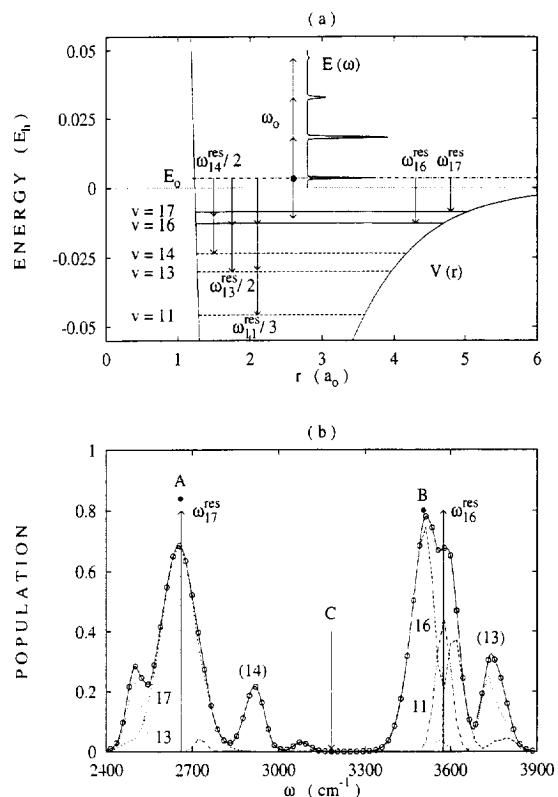 (a)
0.05
0.025
0
-0.025
-0.05
ENERGY (E_h)
E(ω)
ω_o
E_o
ω_14^res/2
ω_16^res
ω_17^res
v = 17
v = 16
v = 14
v = 13
v = 11
ω_13^res/2
ω_11^res/3
V(r)
0 1 2 3 4 5 6
r (a_o)
(b)
1
0.8
0.6
0.4
0.2
0
POPULATION
A
ω_17^res
B
ω_16^res
C
(14)
16
(13)
17
11
13
2400 2700 3000 3300 3600 3900
ω (cm^-1)